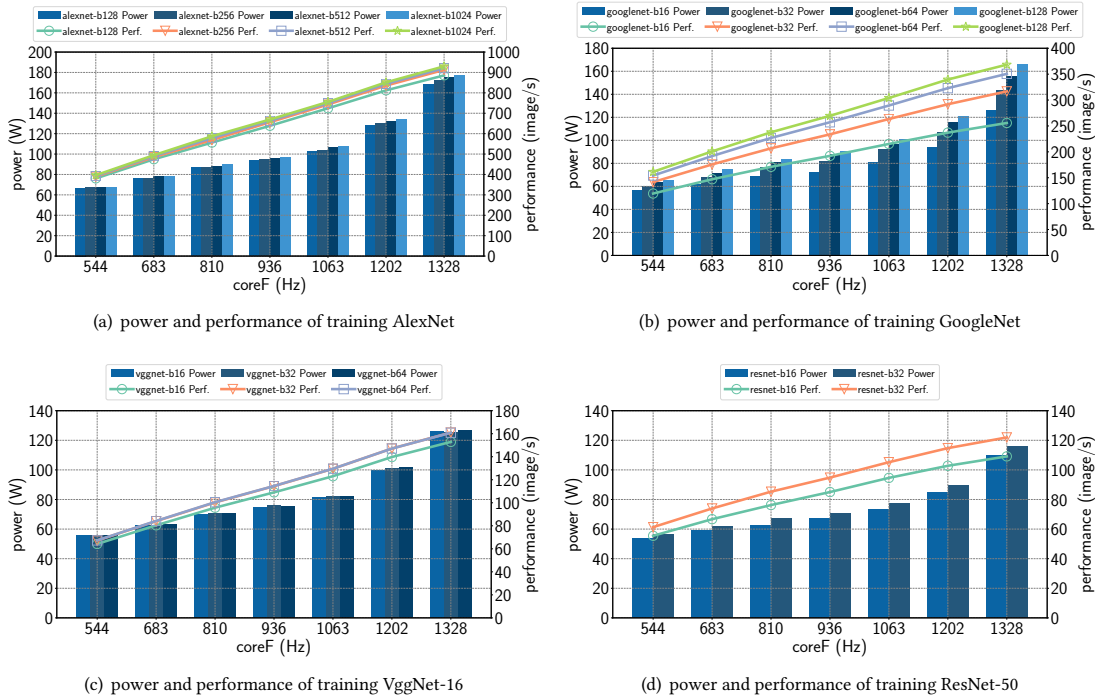 alexnet-b128 Power alexnet-b256 Power alexnet-b512 Power alexnet-b1024 Power
alexnet-b128 Perf. alexnet-b256 Perf. alexnet-b512 Perf. alexnet-b1024 Perf.
power (W)
200
180
160
140
120
100
80
60
40
20
0
1000
900
800
700
600
500
400
300
200
100
0
performance (image/s)
544 683 810 936 1063 1202 1328
coreF (Hz)
(a) power and performance of training AlexNet
googlenet-b16 Power googlenet-b32 Power googlenet-b64 Power googlenet-b128 Power
googlenet-b16 Perf. googlenet-b32 Perf. googlenet-b64 Perf. googlenet-b128 Perf.
power (W)
180
160
140
120
100
80
60
40
20
0
400
350
300
250
200
150
100
50
0
performance (image/s)
544 683 810 936 1063 1202 1328
coreF (Hz)
(b) power and performance of training GoogleNet
vggnet-b16 Power vggnet-b32 Power vggnet-b64 Power
vggnet-b16 Perf. vggnet-b32 Perf. vggnet-b64 Perf.
power (W)
140
120
100
80
60
40
20
0
180
160
140
120
100
80
60
40
20
0
performance (image/s)
544 683 810 936 1063 1202 1328
coreF (Hz)
(c) power and performance of training VggNet-16
resnet-b16 Power resnet-b32 Power
resnet-b16 Perf. resnet-b32 Perf.
power (W)
140
120
100
80
60
40
20
0
140
120
100
80
60
40
20
0
performance (image/s)
544 683 810 936 1063 1202 1328
coreF (Hz)
(d) power and performance of training ResNet-50